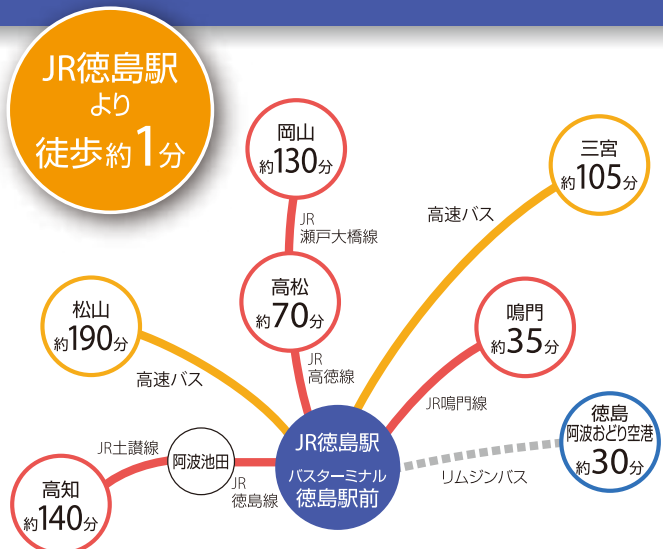 JR徳島駅
より
徒歩約1分
岡山
約130分
三宮
約105分
JR
瀬戸大橋線
高速バス
高松
約70分
松山
約190分
鳴門
約35分
高速バス
JR
高徳線
JR鳴門線
徳島
阿波おどり空港
約30分
JR土讃線
阿波池田
JR
徳島線
JR徳島駅
バスターミナル
徳島駅前
リムジンバス
高知
約140分